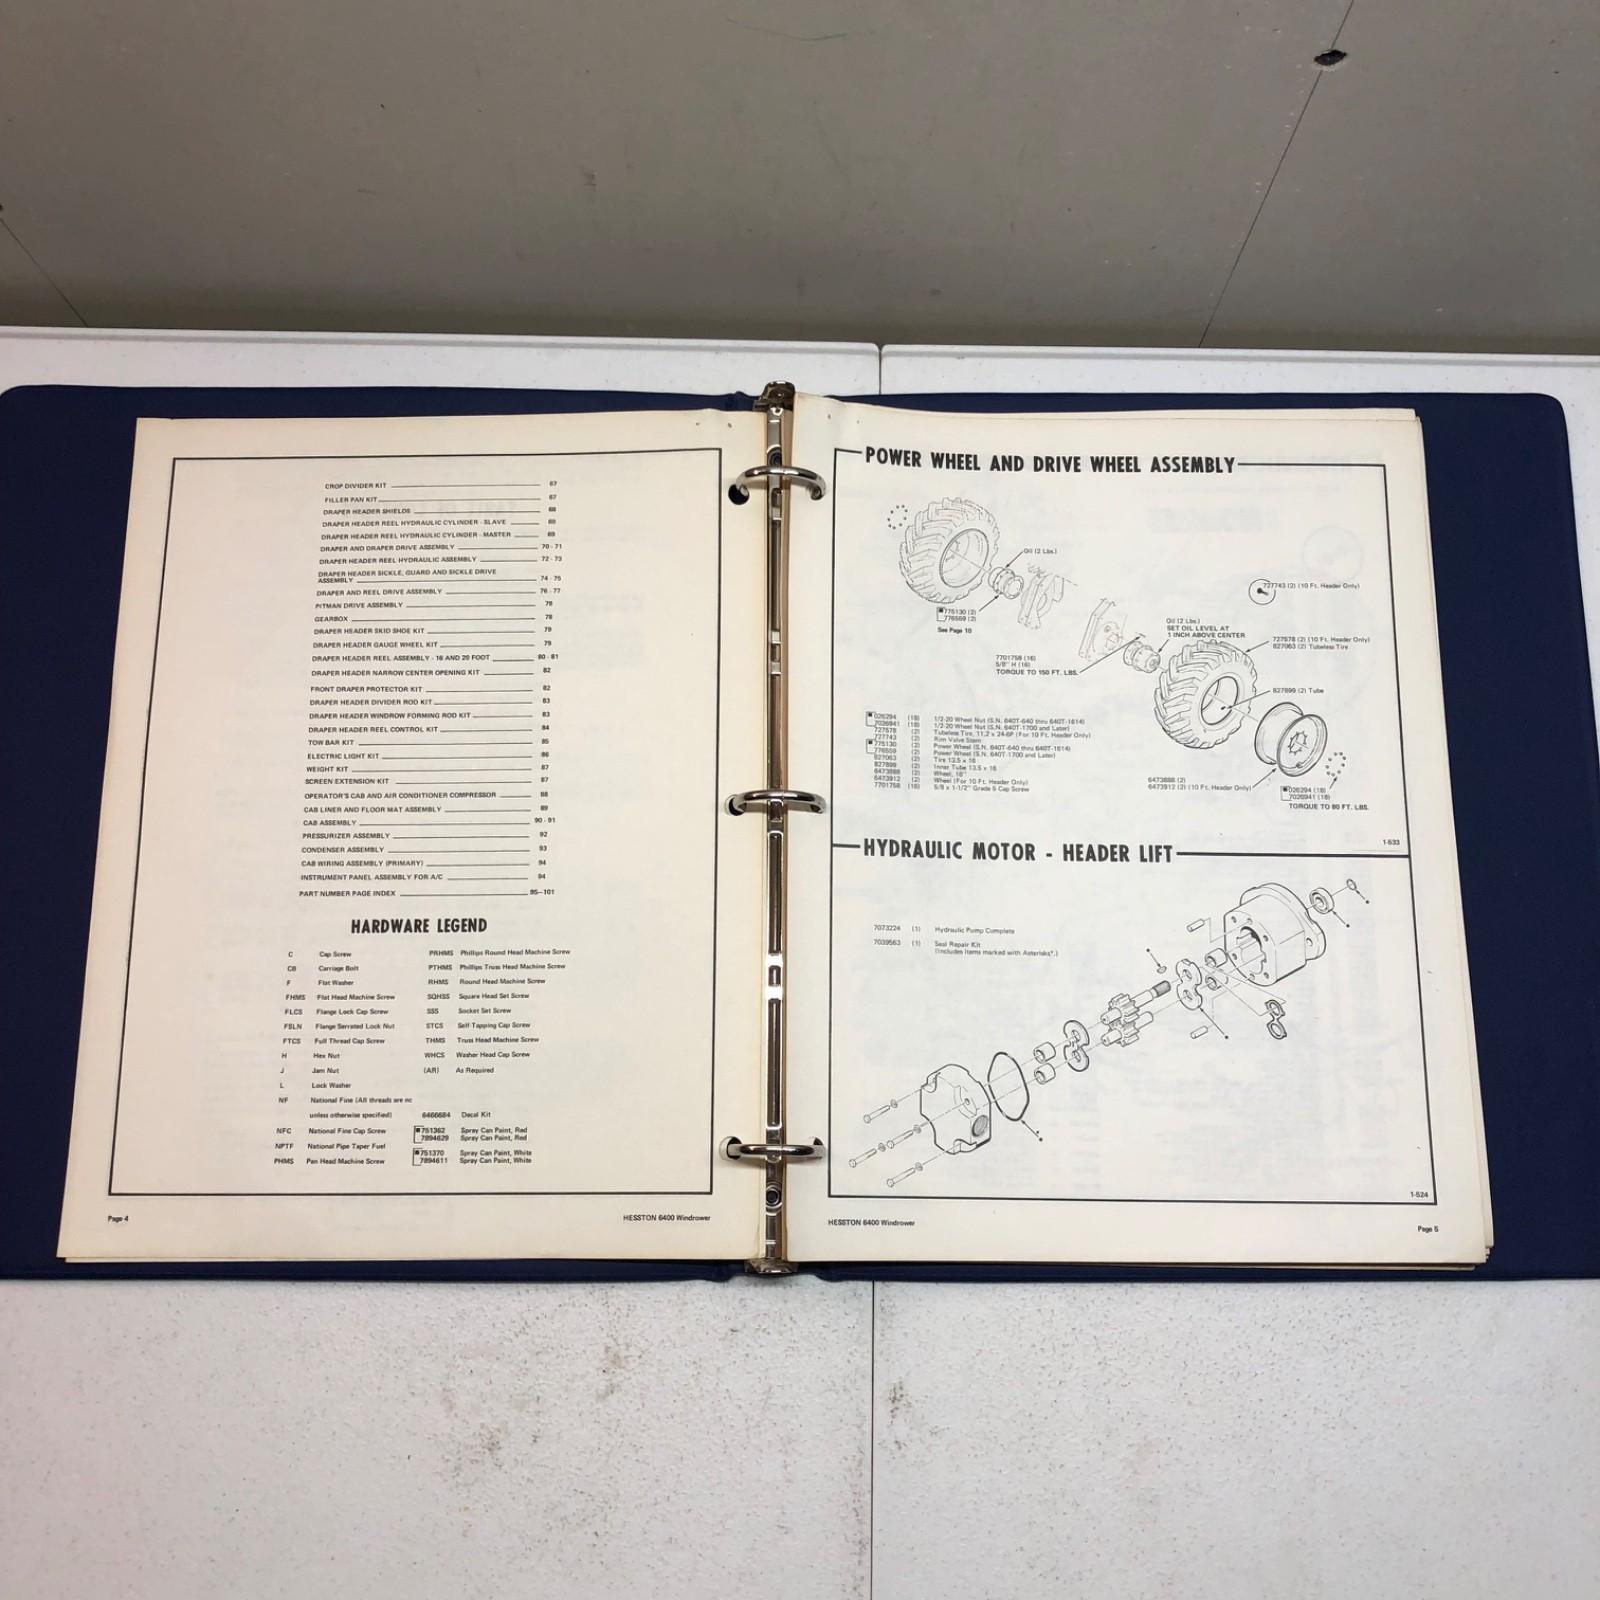 CROP DIVIDER KIT 67
FILLER PAN KIT 67
DRAPER HEADER SHIELDS 68
DRAPER HEADER REEL HYDRAULIC CYLINDER - SLAVE 68
DRAPER HEADER REEL HYDRAULIC CYLINDER - MASTER 69
DRAPER AND DRAPER DRIVE ASSEMBLY 70 - 71
DRAPER HEADER REEL HYDRAULIC ASSEMBLY 72 - 73
DRAPER HEADER SICKLE, GUARD AND SICKLE DRIVE
ASSEMBLY 74 - 75
DRAPER AND REEL DRIVE ASSEMBLY 76 - 77
PITMAN DRIVE ASSEMBLY 78
GEARBOX 78
DRAPER HEADER SKID SHOE KIT 79
DRAPER HEADER GAUGE WHEEL KIT 79
DRAPER HEADER REEL ASSEMBLY - 16 AND 20 FOOT 80 - 81
DRAPER HEADER NARROW CENTER OPENING KIT 82
FRONT DRAPER PROTECTOR KIT 82
DRAPER HEADER DIVIDER ROD KIT 83
DRAPER HEADER WINDROW FORMING ROD KIT 83
DRAPER HEADER REEL CONTROL KIT 84
TOW BAR KIT 85
ELECTRIC LIGHT KIT 86
WEIGHT KIT 87
SCREEN EXTENSION KIT 87
OPERATOR'S CAB AND AIR CONDITIONER COMPRESSOR 88
CAB LINER AND FLOOR MAT ASSEMBLY 89
CAB ASSEMBLY 90 - 91
PRESSURIZER ASSEMBLY 92
CONDENSER ASSEMBLY 93
CAB WIRING ASSEMBLY (PRIMARY) 94
INSTRUMENT PANEL ASSEMBLY FOR A/C 94
PART NUMBER PAGE INDEX 95—101
HARDWARE LEGEND
C Cap Screw
CB Carriage Bolt
F Flat Washer
FHMS Flat Head Machine Screw
FLCS Flange Lock Cap Screw
FSLN Flange Serrated Lock Nut
FTCS Full Thread Cap Screw
H Hex Nut
J Jam Nut
L Lock Washer
NF National Fine (All threads are nc
unless otherwise specified)
NFC National Fine Cap Screw
NPTF National Pipe Taper Fuel
PHMS Pan Head Machine Screw
PRHMS Phillips Round Head Machine Screw
PTHMS Phillips Truss Head Machine Screw
RHMS Round Head Machine Screw
SQHSS Square Head Set Screw
SSS Socket Set Screw
STCS Self-Tapping Cap Screw
THMS Truss Head Machine Screw
WHCS Washer Head Cap Screw
(AR) As Required
6466684 Decal Kit
■751362 Spray Can Paint, Red
7894629 Spray Can Paint, Red
■751370 Spray Can Paint, White
7894611 Spray Can Paint, White
Page 4
HESSTON 6400 Windrower
POWER WHEEL AND DRIVE WHEEL ASSEMBLY
Oil (2 Lbs.)
■775130 (2)
776559 (2)
See Page 10
727743 (2) (10 Ft. Header Only)
Oil (2 Lbs.)
SET OIL LEVEL AT
1 INCH ABOVE CENTER
727578 (2) (10 Ft. Header Only)
827063 (2) Tubeless Tire
7701758 (16)
5/8" H (16)
TORQUE TO 150 FT. LBS.
827899 (2) Tube
■026294 (18) 1/2-20 Wheel Nut (S.N. 640T-640 thru 640T-1614)
7026941 (18) 1/2-20 Wheel Nut (S.N. 640T-1700 and Later)
727578 (2) Tubeless Tire, 11.2 x 24-6P (For 10 Ft. Header Only)
727743 (2) Rim Valve Stem
■775130 (2) Power Wheel (S.N. 640T-640 thru 640T-1614)
776559 (2) Power Wheel (S.N. 640T-1700 and Later)
827063 (2) Tire 13.5 x 16
827899 (2) Inner Tube 13.5 x 16
6473888 (2) Wheel, 16"
6473912 (2) Wheel (For 10 Ft. Header Only)
7701758 (16) 5/8 x 1-1/2" Grade 5 Cap Screw
6473888 (2)
6473912 (2) (10 Ft. Header Only)
■026294 (18)
7026941 (18)
TORQUE TO 80 FT. LBS.
1-533
HYDRAULIC MOTOR - HEADER LIFT
7073224 (1) Hydraulic Pump Complete
7039563 (1) Seal Repair Kit
(Includes items marked with Asterisks*.)
1-524
HESSTON 6400 Windrower
Page 5